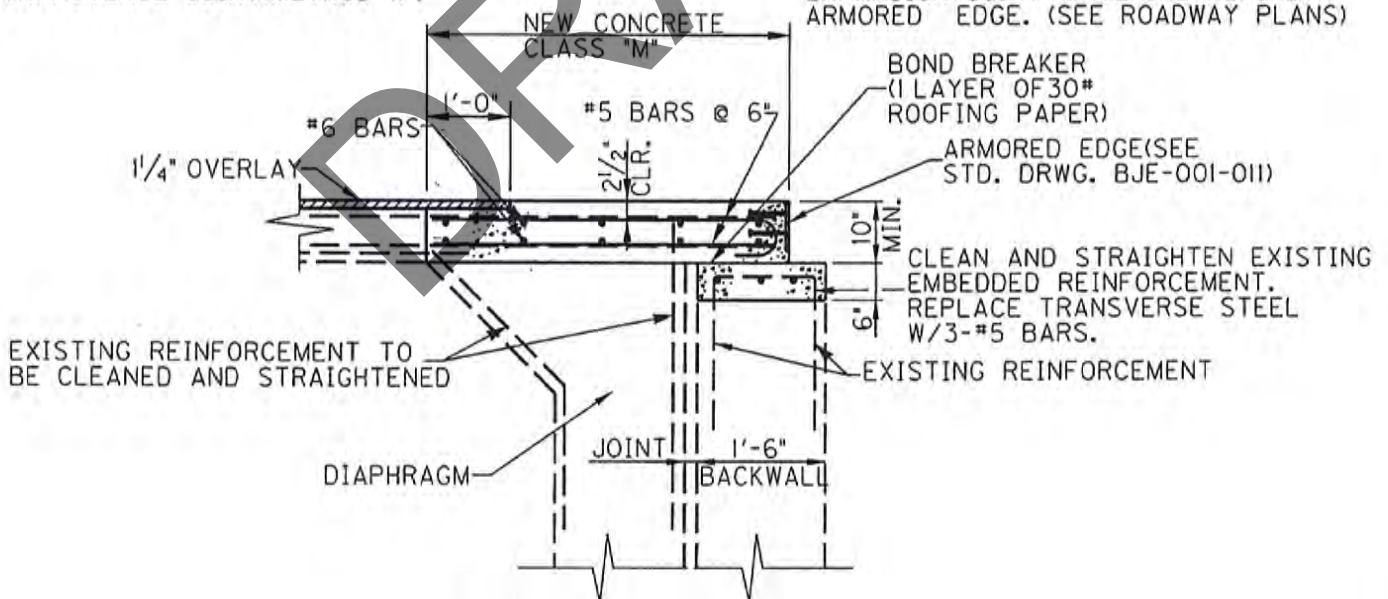 ARMORED EDGE. (SEE ROADWAY PLANS)
NEW CONCRETE
CLASS "M"
BOND BREAKER
(1 LAYER OF30#
ROOFING PAPER)
1'-0"
#5 BARS @ 6"
#6 BARS
2 1/2"
CLR.
1 1/4" OVERLAY
ARMORED EDGE(SEE
STD. DRWG. BJE-001-011)
10"
MIN.
CLEAN AND STRAIGHTEN EXISTING
EMBEDDED REINFORCEMENT.
REPLACE TRANSVERSE STEEL
W/3-#5 BARS.
6"
EXISTING REINFORCEMENT TO
BE CLEANED AND STRAIGHTENED
EXISTING REINFORCEMENT
JOINT
1'-6"
BACKWALL
DIAPHRAGM